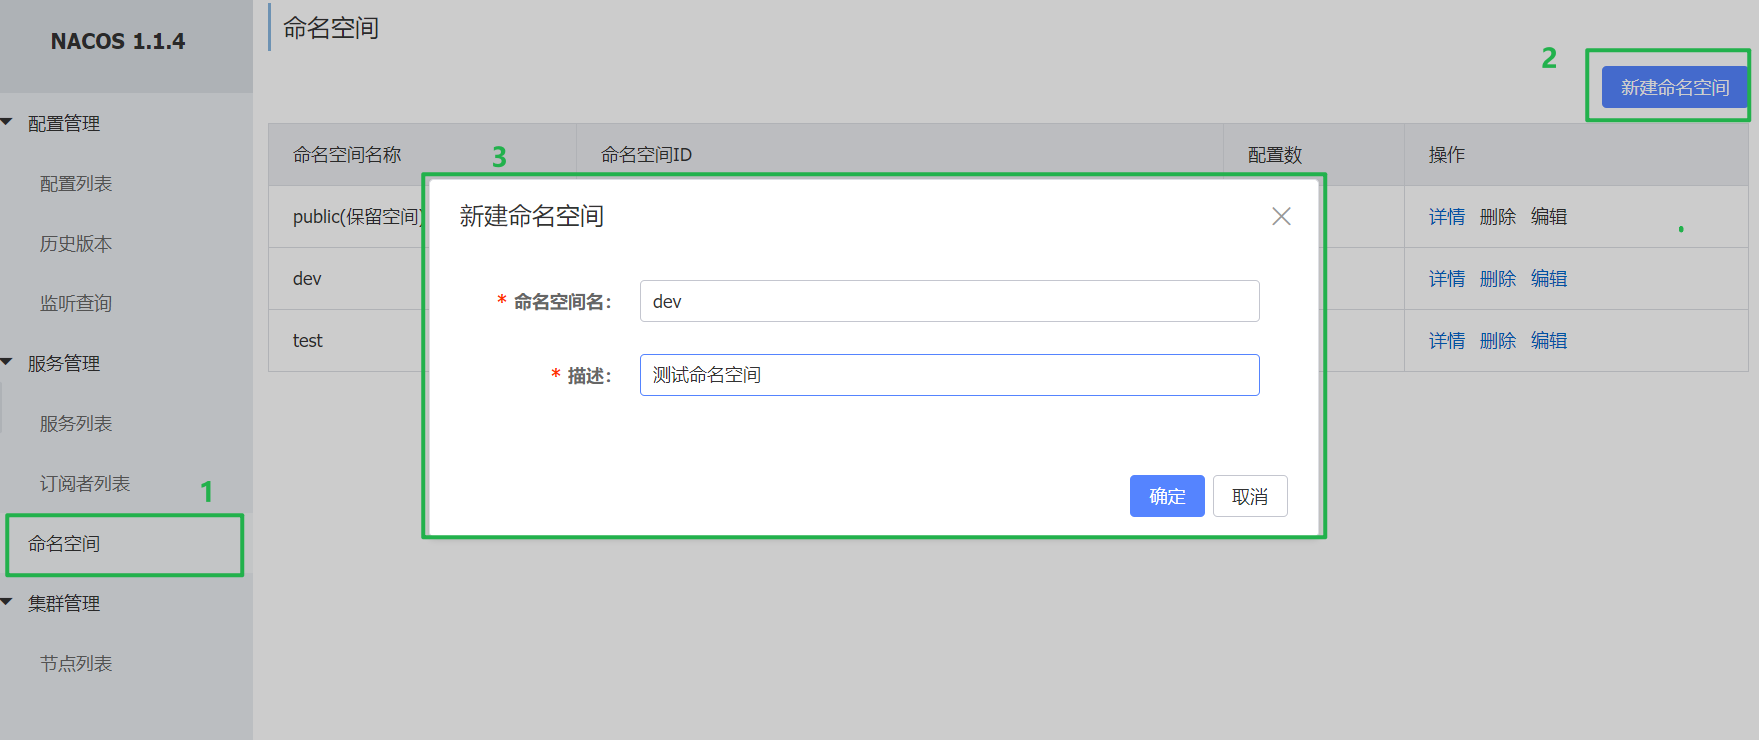 NACOS 1.1.4
配置管理
配置列表
历史版本
监听查询
服务管理
服务列表
订阅者列表
1
命名空间
集群管理
节点列表
命名空间
2
新建命名空间
命名空间名称 3 命名空间ID 配置数 操作
public(保留空间) 详情 删除 编辑
dev 详情 删除 编辑
test 详情 删除 编辑
新建命名空间
* 命名空间名： dev
* 描述： 测试命名空间
确定 取消